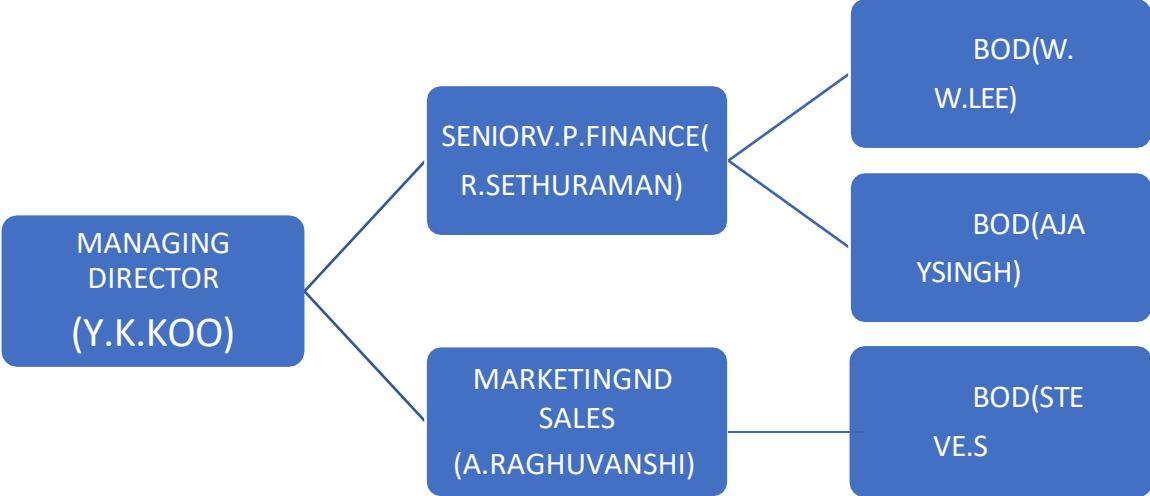 MANAGING
DIRECTOR
(Y.K.KOO)
SENIORV.P.FINANCE(
R.SETHURAMAN)
MARKETINGND
SALES
(A.RAGHUVANSHI)
BOD(W.
W.LEE)
BOD(AJA
YSINGH)
BOD(STE
VE.S